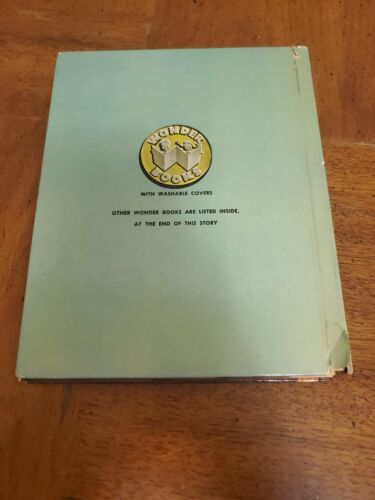 WONDER
BOOKS
WITH WASHABLE COVERS
OTHER WONDER BOOKS ARE LISTED INSIDE,
AT THE END OF THIS STORY